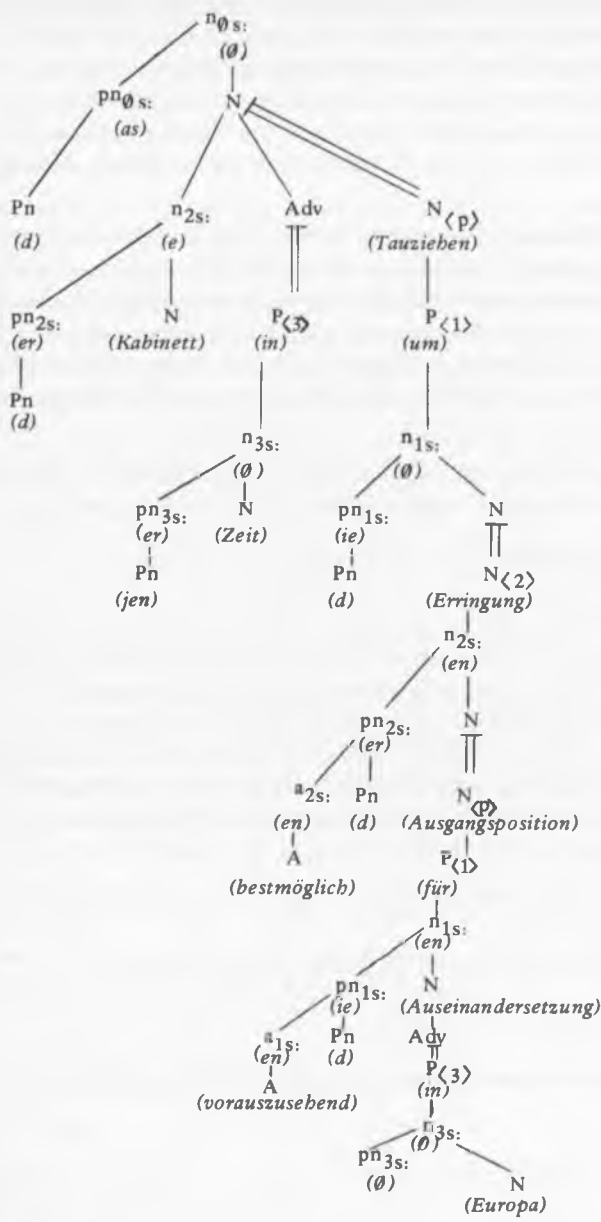 n∅s:
(∅)
pn∅s: N
(as)
Pn n2s: Adv N⟨p⟩
(d) (e) (Tauziehen)
pn2s: N P⟨3⟩ P⟨1⟩
(er) (Kabinett) (in) (um)
Pn
(d)
n3s: n1s:
(∅) (∅)
pn3s: N pn1s: N
(er) (Zeit) (ie)
Pn Pn N⟨2⟩
(jen) (d) (Erringung)
n2s:
(en)
pn2s: N
(er)
a2s: Pn N⟨p⟩
(en) (d) (Ausgangsposition)
A P⟨1⟩
(bestmöglich) (für)
n1s:
(en)
pn1s: N
(ie) (Auseinandersetzung)
a1s: Pn Adv
(en) (d) P⟨3⟩
A (in)
(vorauszusehend)
n3s:
pn3s: (∅)
(∅) N
(Europa)